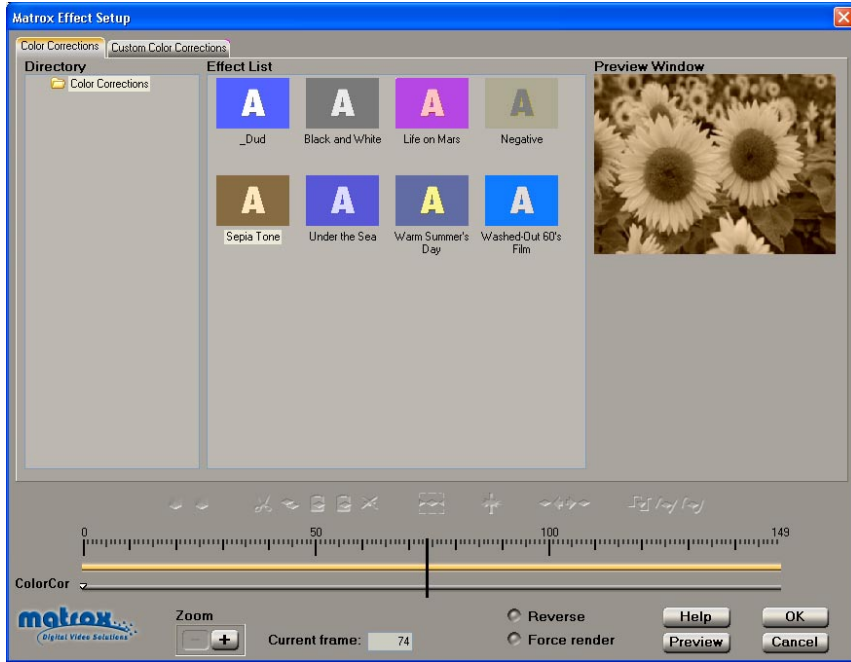 Matrox Effect Setup
Color Corrections Custom Color Corrections
Directory Effect List Preview Window
Color Corrections
A A A A
_Dud Black and White Life on Mars Negative
A A A A
Sepia Tone Under the Sea Warm Summer's Day Washed-Out 60's Film
0 50 100 149
ColorCor
matrox
Digital Video Solutions
Zoom
- +
Current frame: 74
Reverse
Force render
Help OK
Preview Cancel